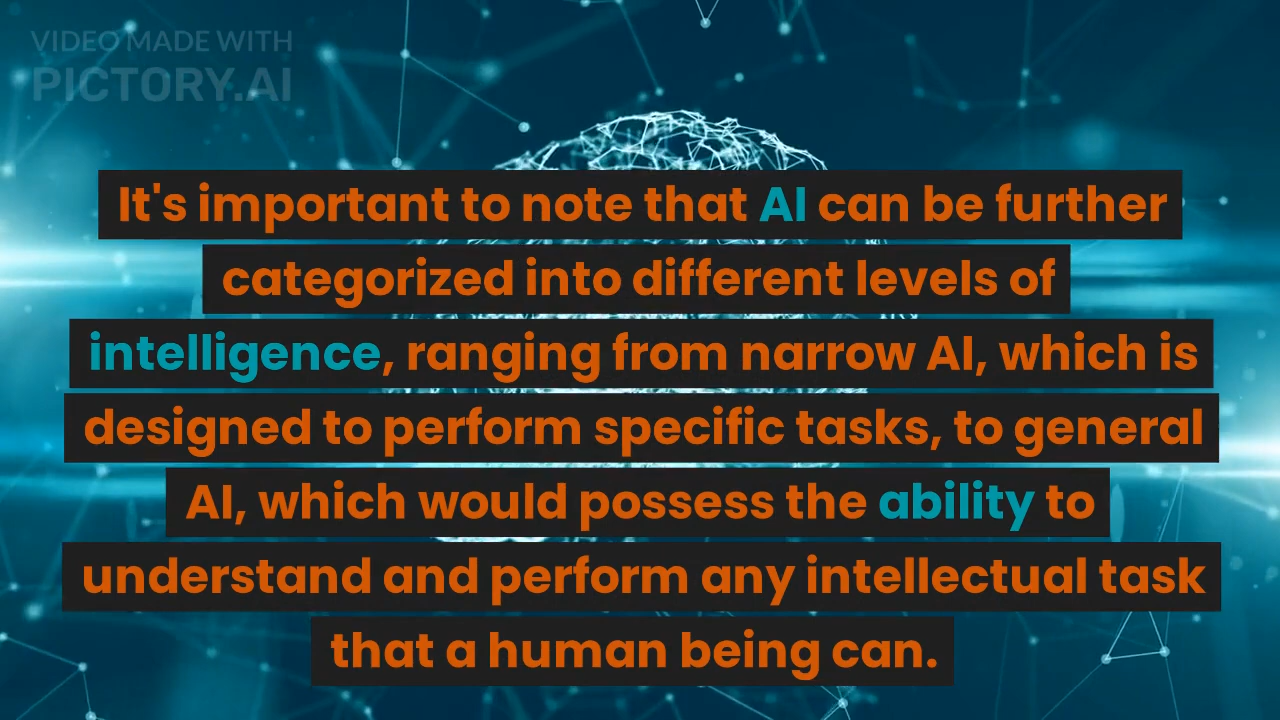 VIDEO MADE WITH
PICTORY.AI
It's important to note that AI can be further
categorized into different levels of
intelligence, ranging from narrow AI, which is
designed to perform specific tasks, to general
AI, which would possess the ability to
understand and perform any intellectual task
that a human being can.